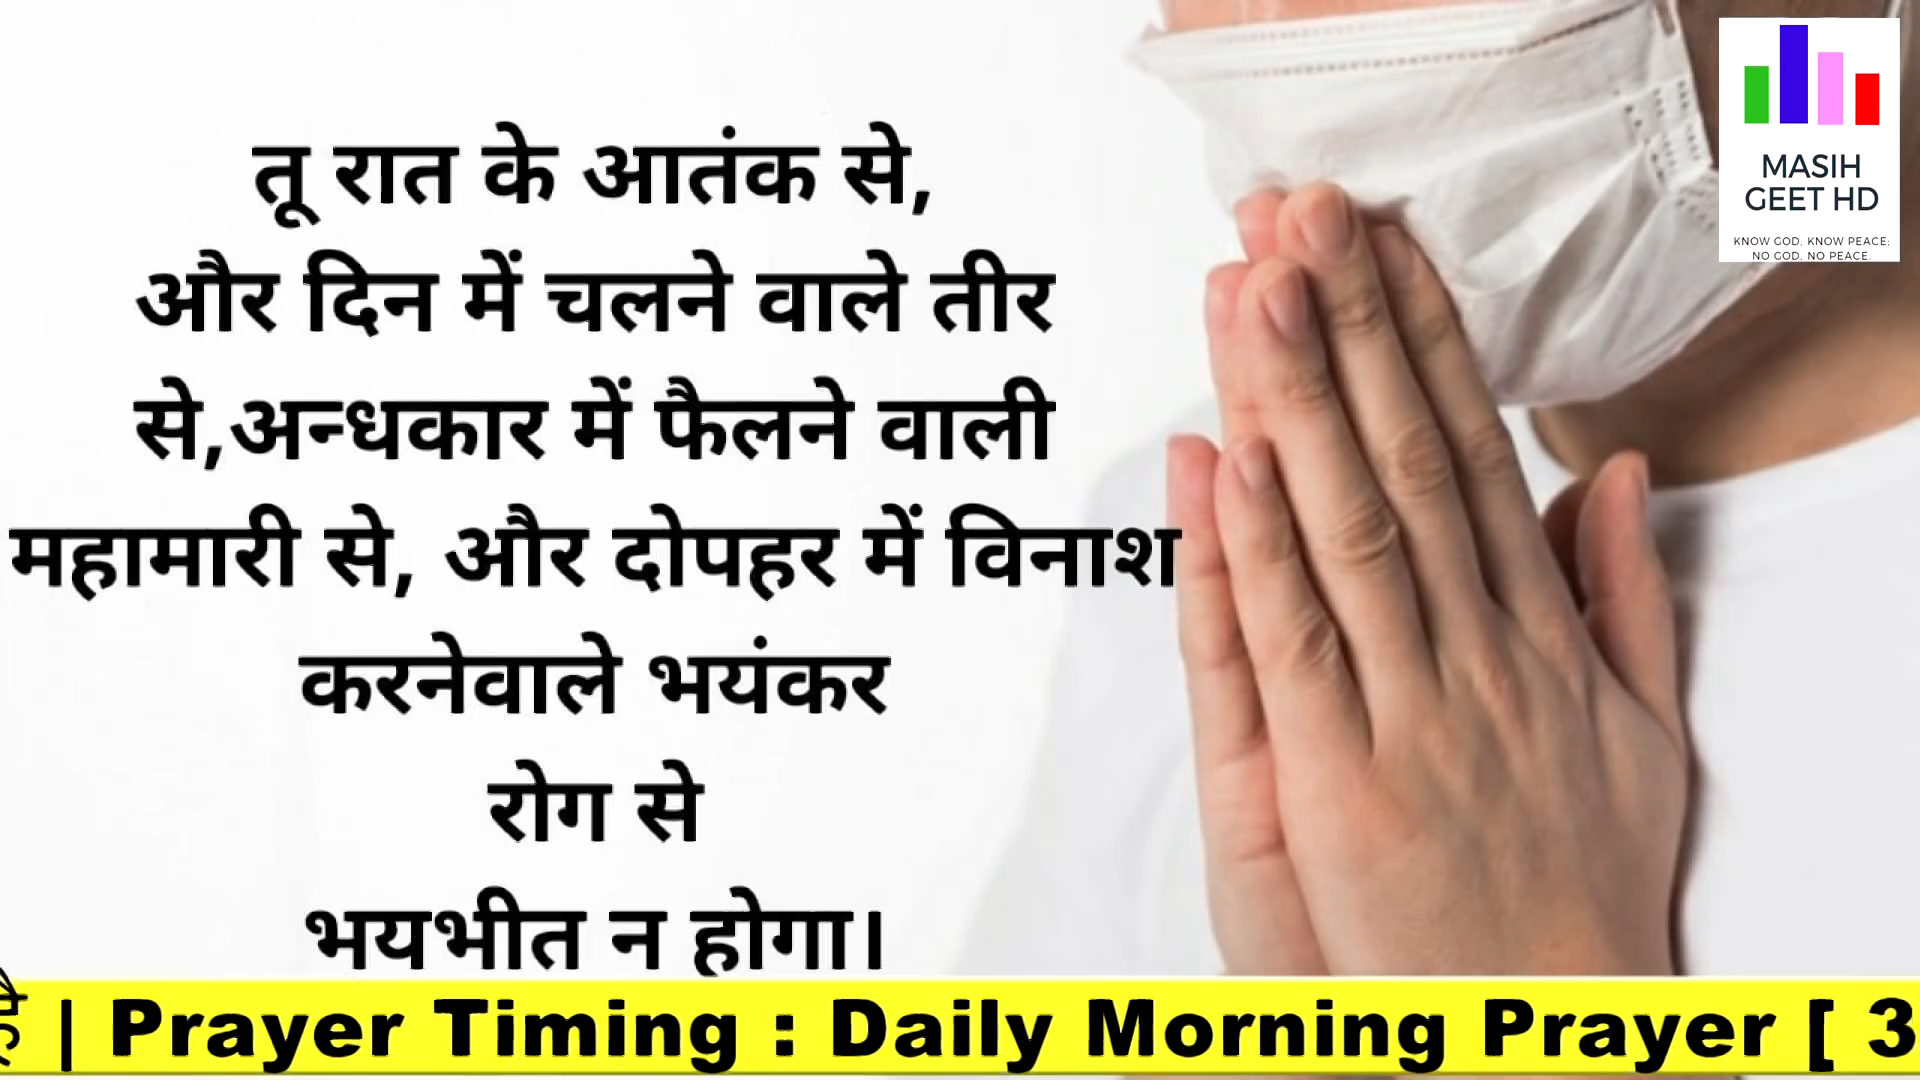 तू रात के आतंक से,
और दिन में चलने वाले तीर
से,अन्धकार में फैलने वाली
महामारी से, और दोपहर में विनाश
करनेवाले भयंकर
रोग से
भयभीत न होगा।
MASIH
GEET HD
KNOW GOD, KNOW PEACE;
NO GOD, NO PEACE.
है | Prayer Timing : Daily Morning Prayer [ 3